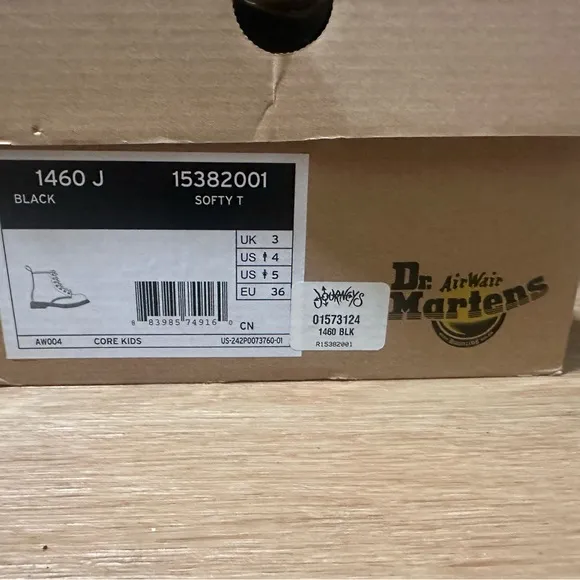 1460 J 15382001
BLACK SOFTY T
UK 3
US 4
US 5
EU 36
8 83985 74916 0
CN
AW004 CORE KIDS US-242P0073760-01
JOURNEYS
01573124
1460 BLK
R15382001
Dr. AirWair
Martens